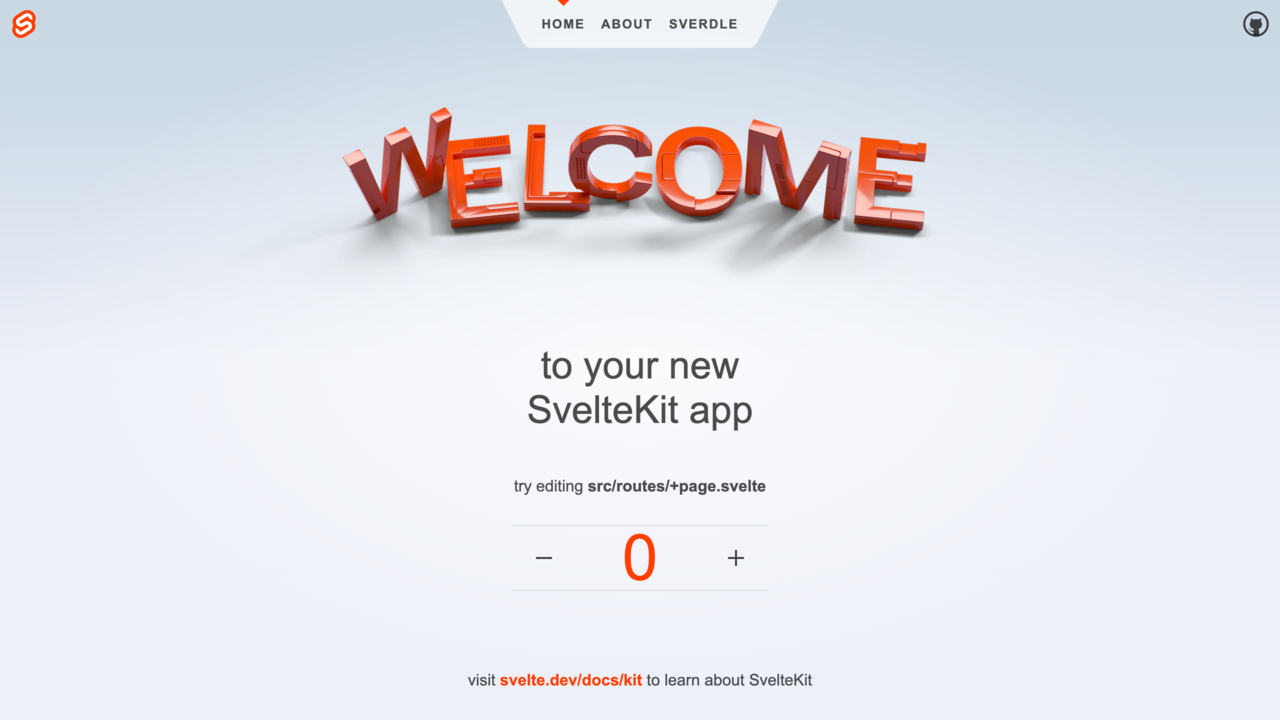 HOME ABOUT SVERDLE
WELCOME
to your new
SvelteKit app
try editing src/routes/+page.svelte
− 0 +
visit svelte.dev/docs/kit to learn about SvelteKit